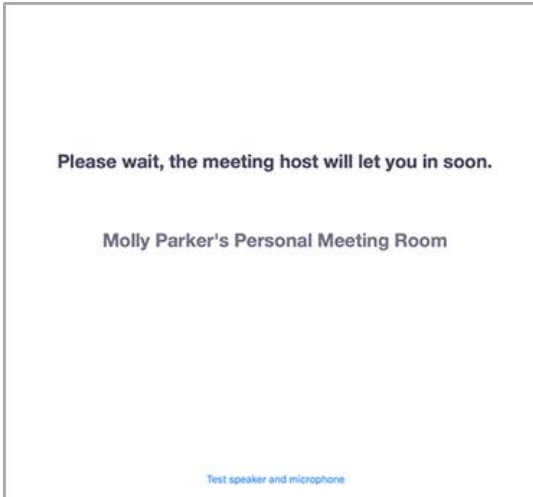 Please wait, the meeting host will let you in soon.
Molly Parker's Personal Meeting Room
Test speaker and microphone